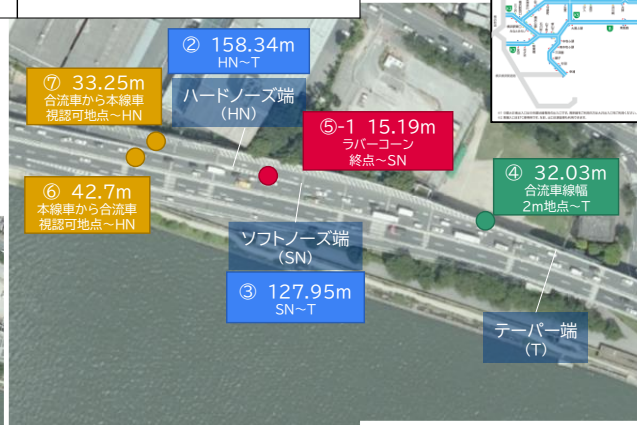 ② 158.34m
HN～T
⑦ 33.25m
合流車から本線車
視認可地点～HN
ハードノーズ端
(HN)
⑤-1 15.19m
ラバーコーン
終点～SN
④ 32.03m
合流車線幅
2m地点～T
⑥ 42.7m
本線車から合流車
視認可地点～HN
ソフトノーズ端
(SN)
③ 127.95m
SN～T
テーパー端
(T)